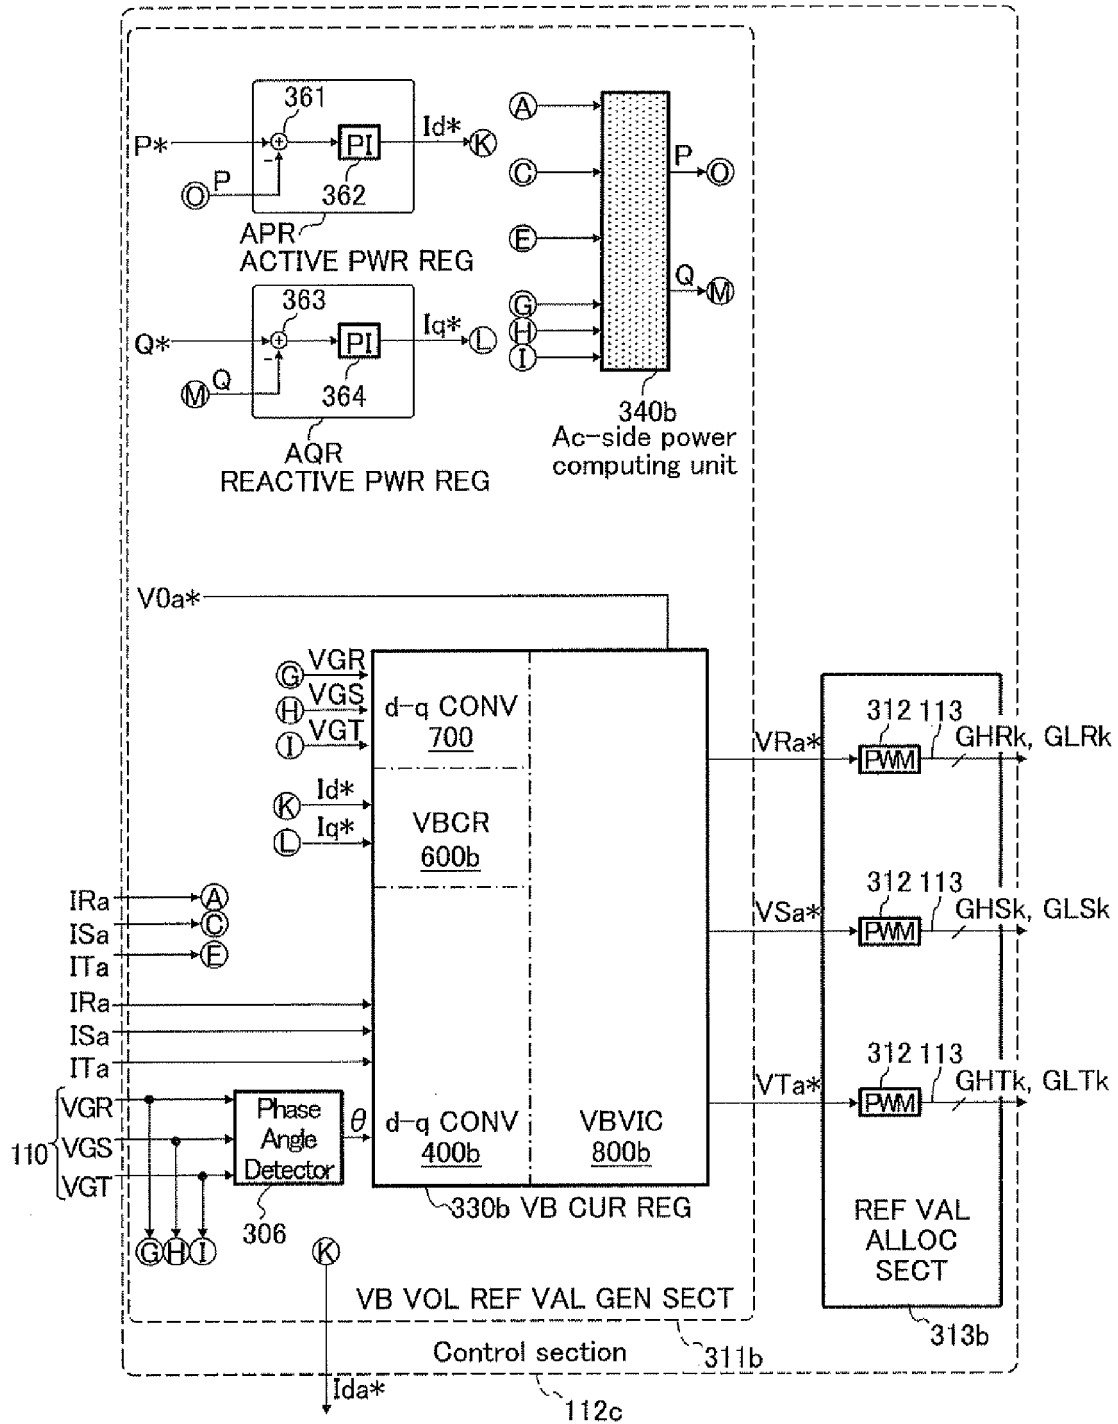 361
P*
+
-
PI
Id*
K
O
P
362
APR
ACTIVE PWR REG
363
Q*
+
-
PI
Iq*
L
M
Q
364
AQR
REACTIVE PWR REG
A
C
E
G
H
I
P
O
Q
M
340b
Ac-side power
computing unit
V0a*
G
VGR
H
VGS
I
VGT
d-q CONV
700
K
Id*
L
Iq*
VBCR
600b
IRa
A
ISa
C
ITa
E
IRa
ISa
ITa
110
VGR
VGS
VGT
Phase
Angle
Detector
θ
306
G
H
I
d-q CONV
400b
VBVIC
800b
330b VB CUR REG
K
VB VOL REF VAL GEN SECT
VRa*
312
113
PWM
GHRk, GLRk
VSa*
312
113
PWM
GHSk, GLSk
VTa*
312
113
PWM
GHTk, GLTk
REF VAL
ALLOC
SECT
313b
311b
Control section
Ida*
112c